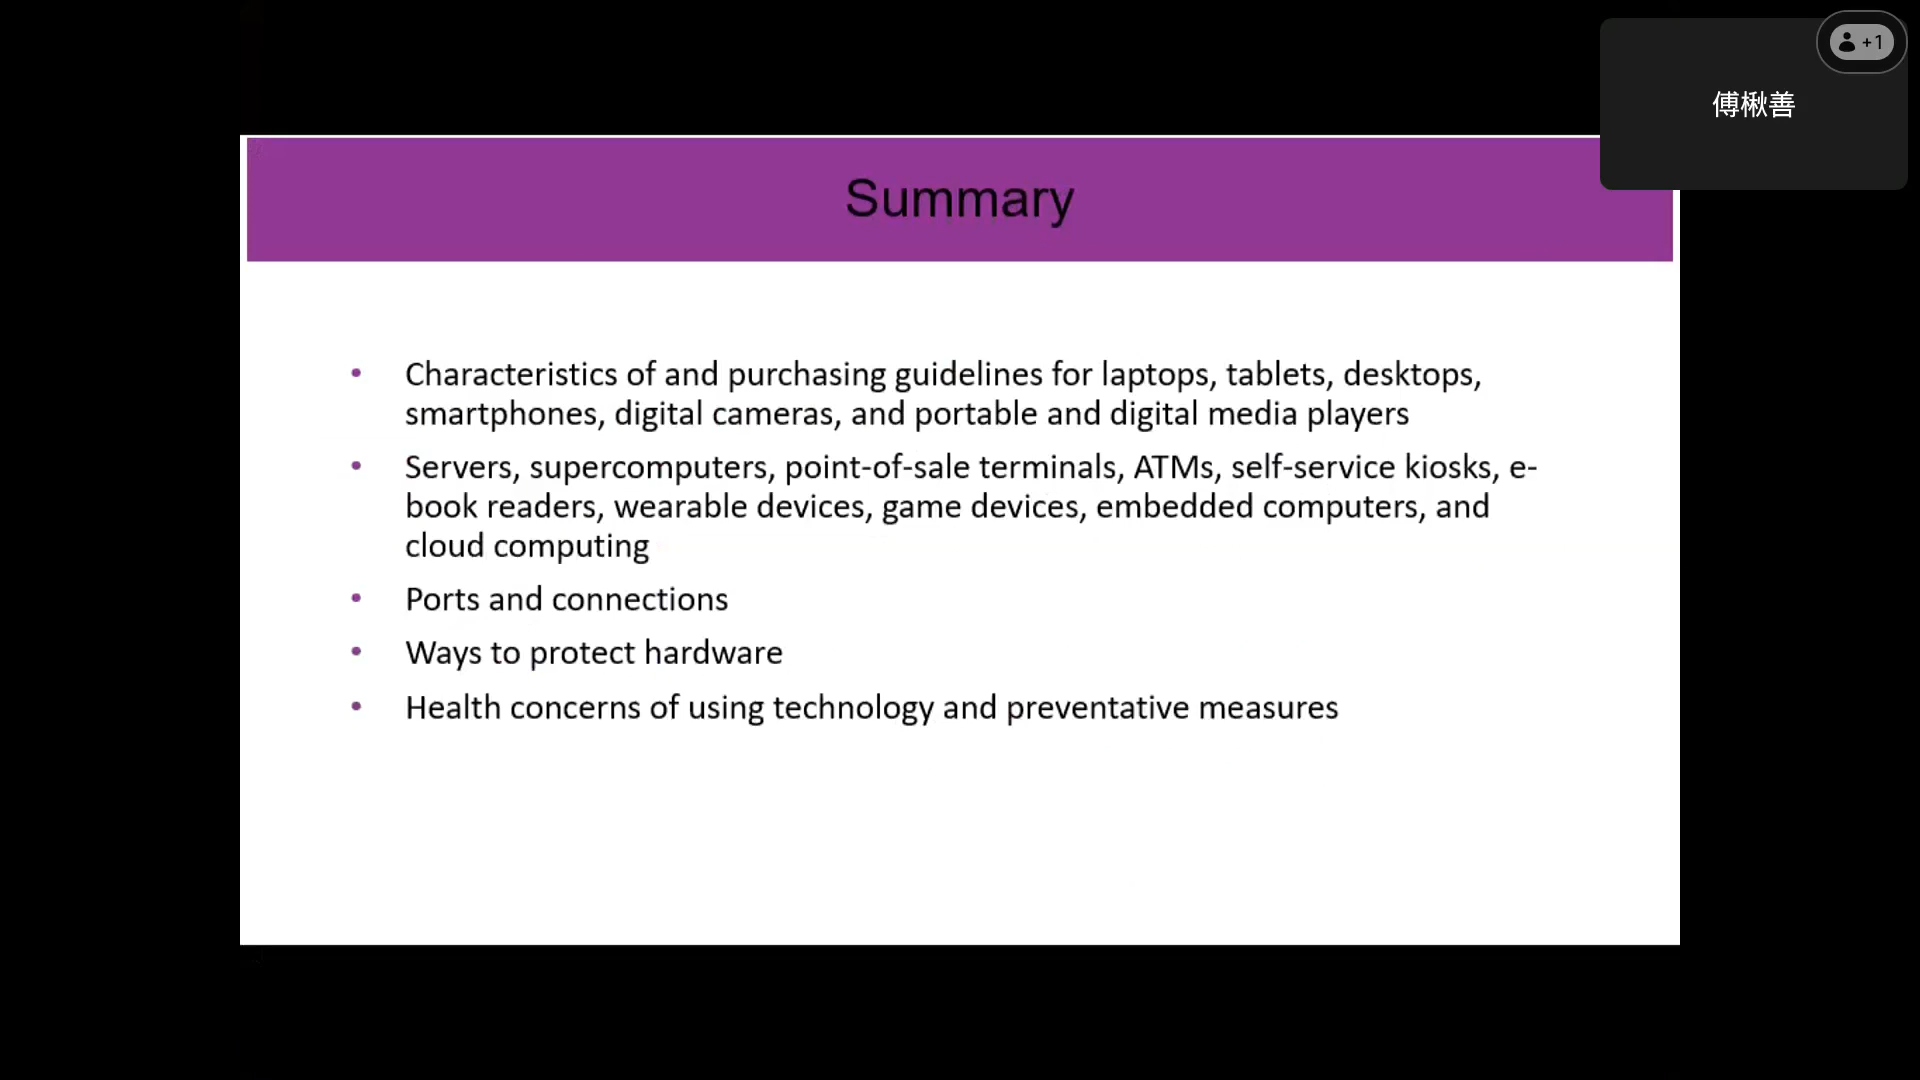 +1
傅楸善
Summary
• Characteristics of and purchasing guidelines for laptops, tablets, desktops,
smartphones, digital cameras, and portable and digital media players
• Servers, supercomputers, point-of-sale terminals, ATMs, self-service kiosks, e-
book readers, wearable devices, game devices, embedded computers, and
cloud computing
• Ports and connections
• Ways to protect hardware
• Health concerns of using technology and preventative measures